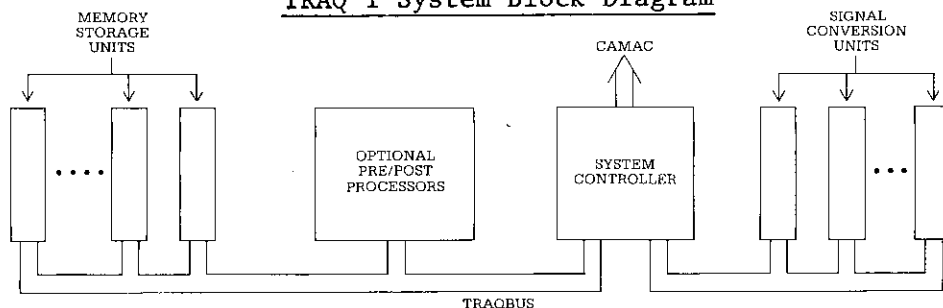 TRAQ I System Block Diagram
MEMORY
STORAGE
UNITS
CAMAC
SIGNAL
CONVERSION
UNITS
OPTIONAL
PRE/POST
PROCESSORS
SYSTEM
CONTROLLER
TRAQBUS